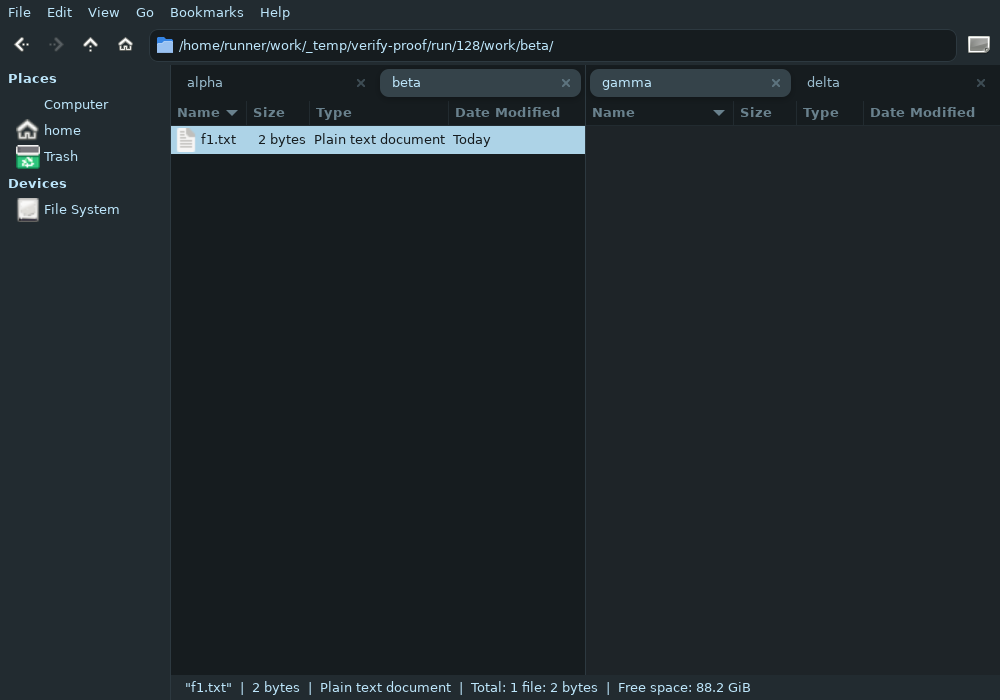 File Edit View Go Bookmarks Help
/home/runner/work/_temp/verify-proof/run/128/work/beta/
Places
Computer
home
Trash
Devices
File System
alpha beta gamma delta
Name Size Type Date Modified
f1.txt 2 bytes Plain text document Today
Name Size Type Date Modified
"f1.txt" | 2 bytes | Plain text document | Total: 1 file: 2 bytes | Free space: 88.2 GiB